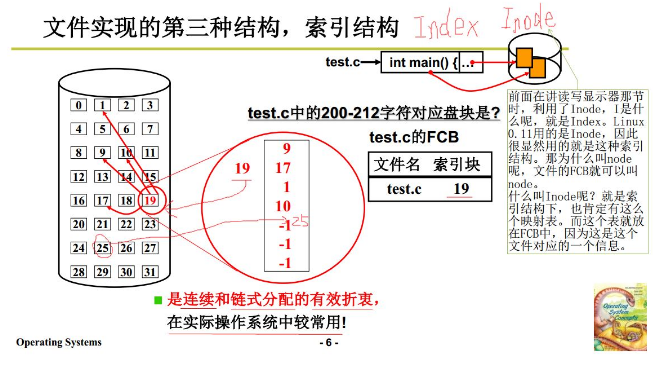 文件实现的第三种结构，索引结构 Index Inode
test.c
int main() {…
前面在讲读写显示器那节
时，利用了Inode，I是什
么呢，就是Index。Linux
0.11用的是Inode，因此
很显然用的就是这种索引
结构。那为什么叫node
呢，文件的FCB就可以叫
node。
什么叫Inode呢？就是索
引结构下，也肯定有这么
个映射表。而这个表就放
在FCB中，因为这是这个
文件对应的一个信息。
0 1 2 3
4 5 6 7
8 9 10 11
12 13 14 15
16 17 18 19
20 21 22 23
24 25 26 27
28 29 30 31
test.c中的200-212字符对应盘块是?
19
9
17
1
10
-1 25
-1
-1
test.c的FCB
文件名 索引块
test.c 19
是连续和链式分配的有效折衷，
在实际操作系统中较常用!
Operating Systems
- 6 -
Operating
System
Concepts